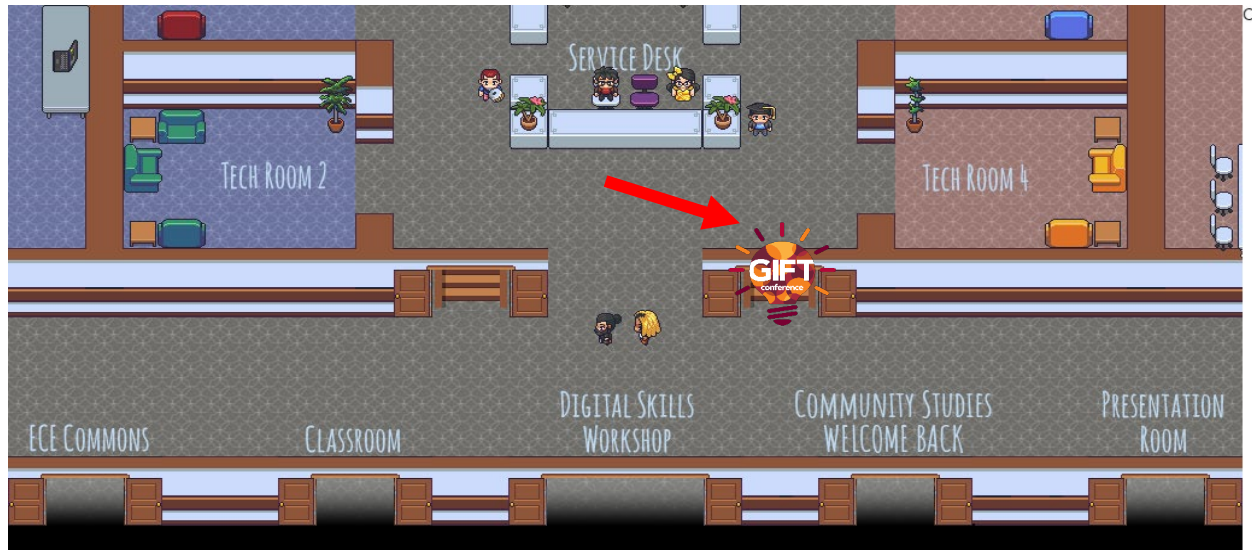 SERVICE DESK
TECH ROOM 2
TECH ROOM 4
GIFT
conference
ECE COMMONS
CLASSROOM
DIGITAL SKILLS
WORKSHOP
COMMUNITY STUDIES
WELCOME BACK
PRESENTATION
ROOM